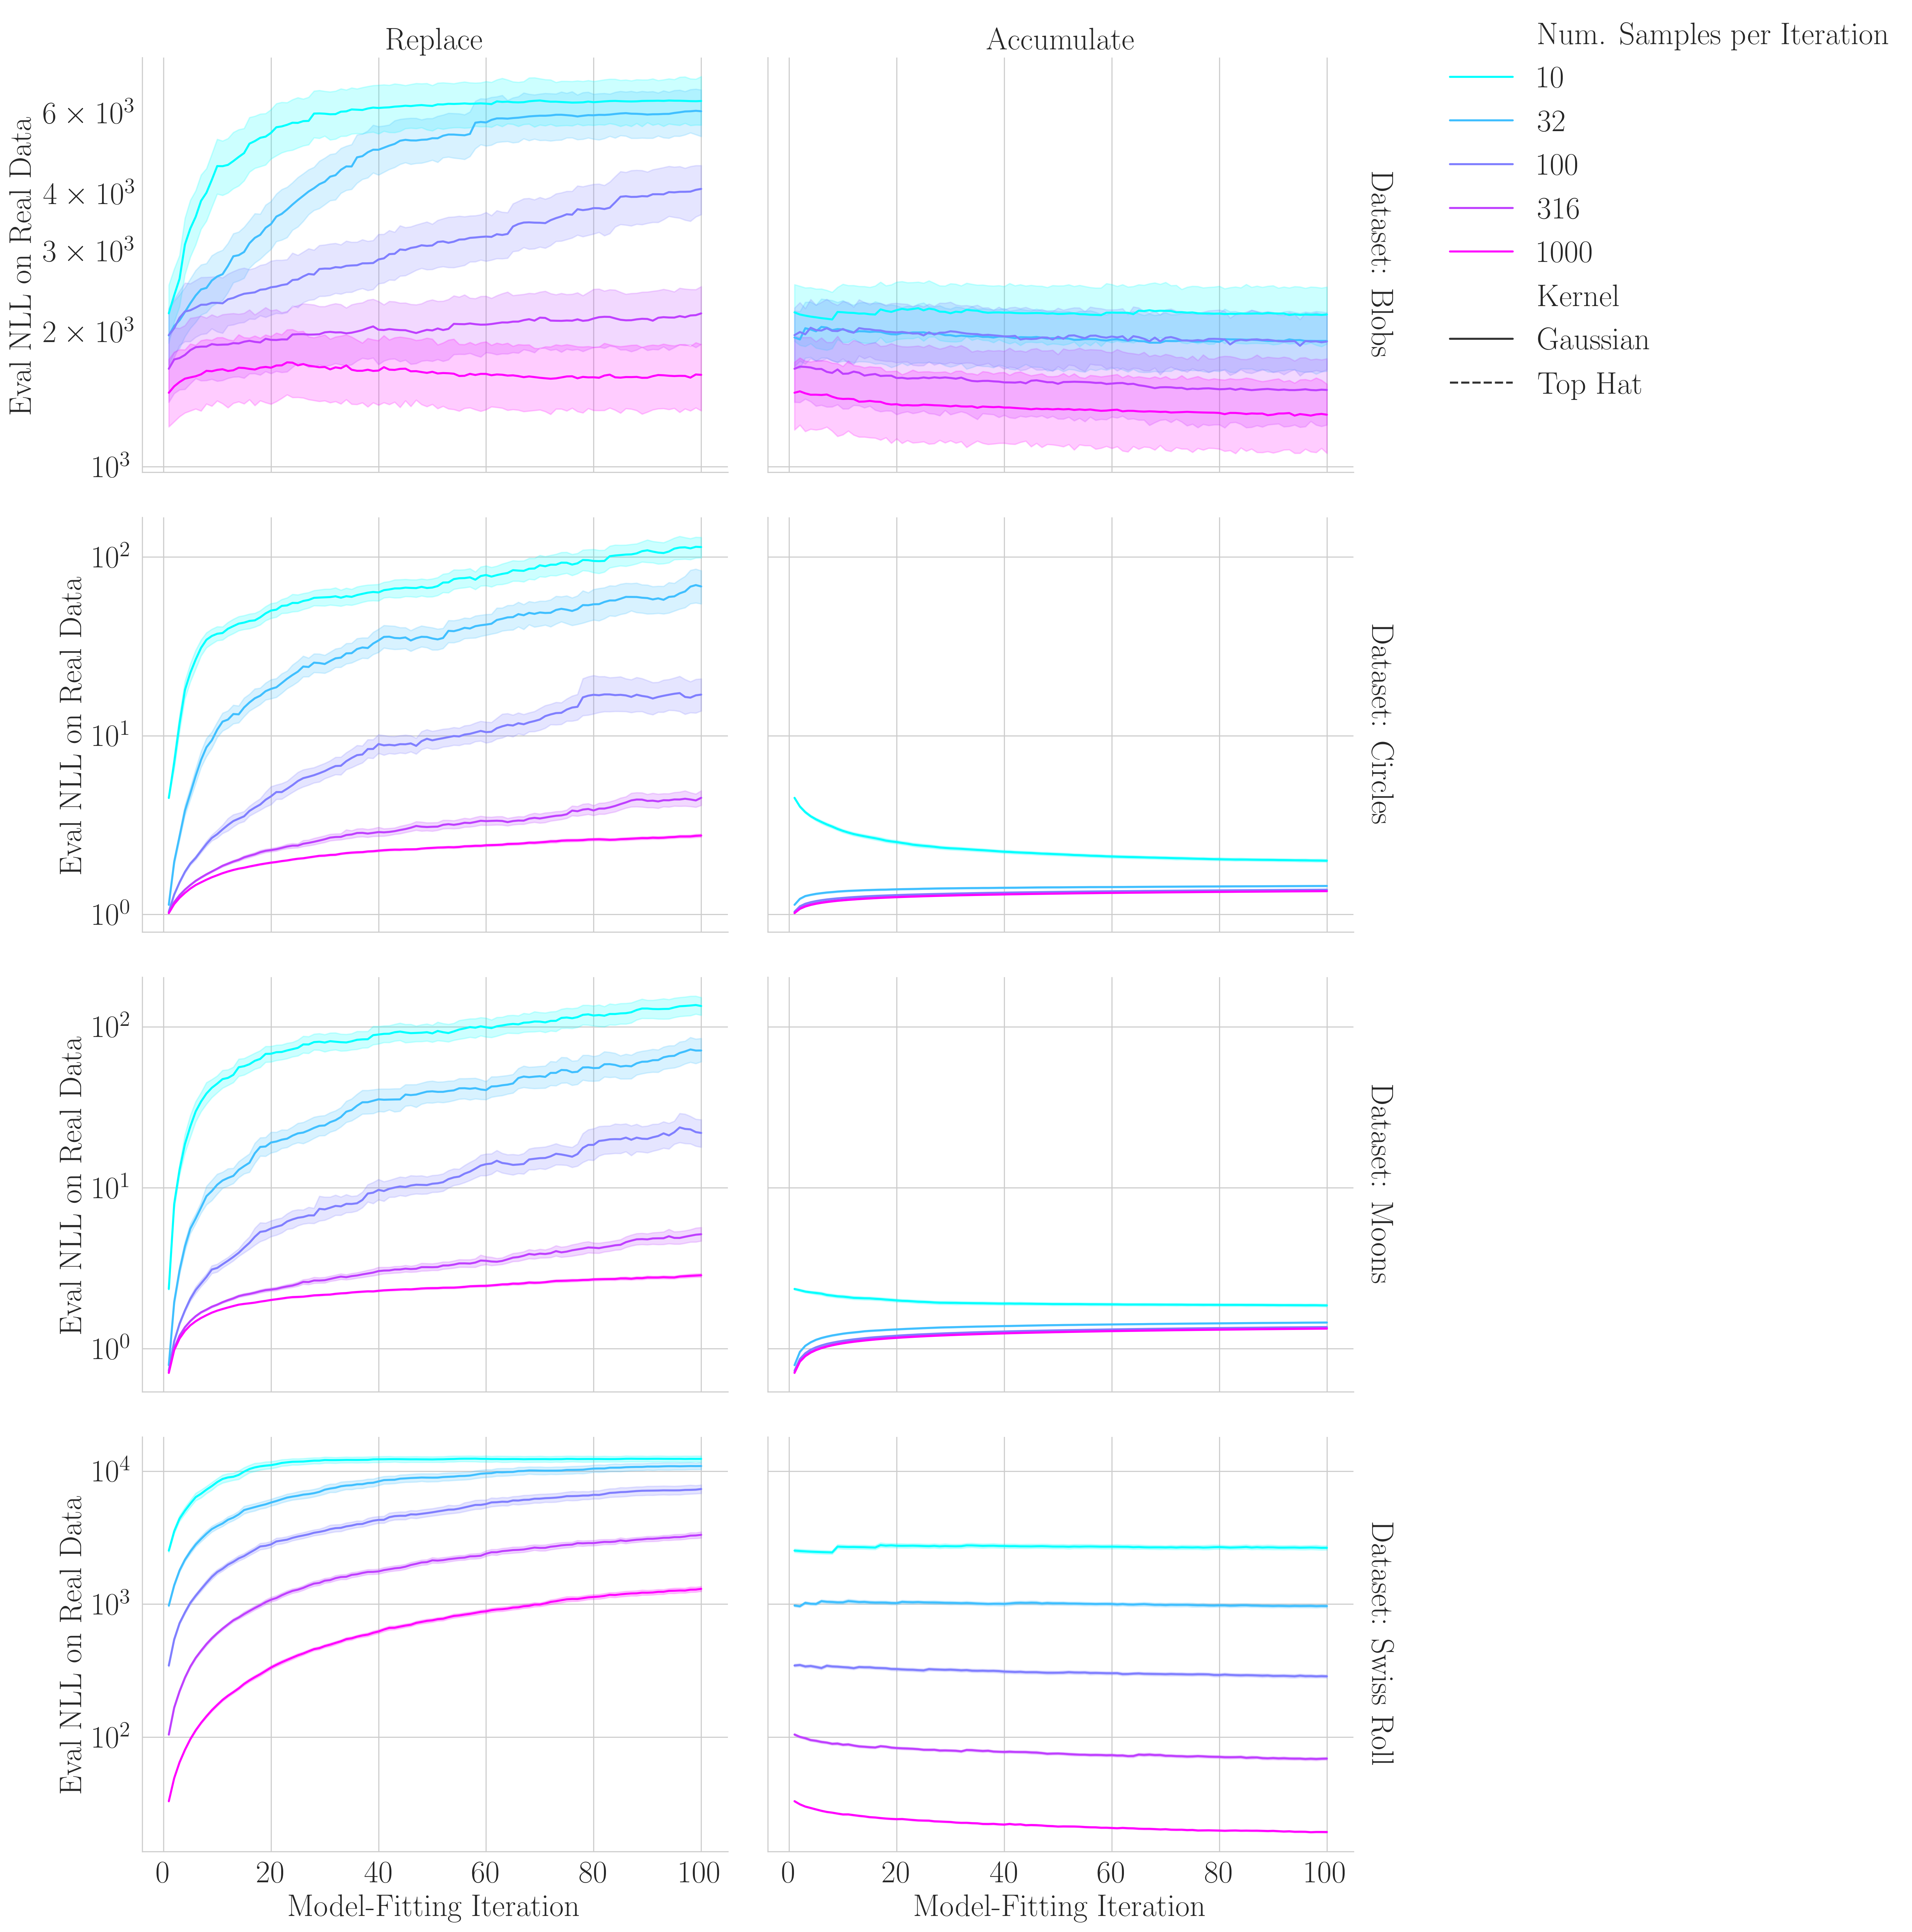 Replace
Accumulate
Num. Samples per Iteration
10
32
100
316
1000
Kernel
Gaussian
Top Hat
Eval NLL on Real Data
6 × 10³
4 × 10³
3 × 10³
2 × 10³
10³
Dataset: Blobs
Eval NLL on Real Data
10²
10¹
10⁰
Dataset: Circles
Eval NLL on Real Data
10²
10¹
10⁰
Dataset: Moons
Eval NLL on Real Data
10⁴
10³
10²
Dataset: Swiss Roll
0 20 40 60 80 100
0 20 40 60 80 100
Model-Fitting Iteration
Model-Fitting Iteration